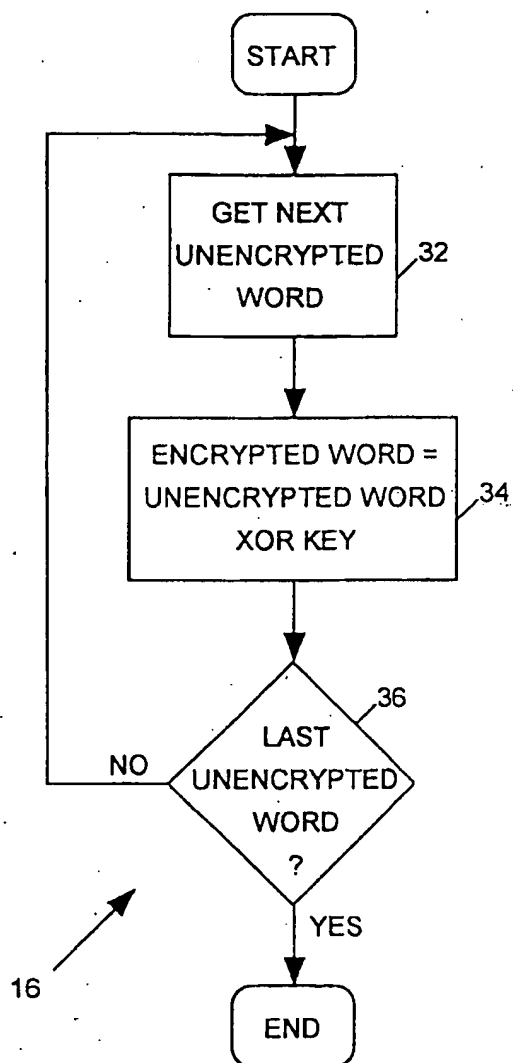 START
GET NEXT
UNENCRYPTED
WORD
32
ENCRYPTED WORD =
UNENCRYPTED WORD
XOR KEY
34
36
LAST
UNENCRYPTED
WORD
?
NO
YES
16
END